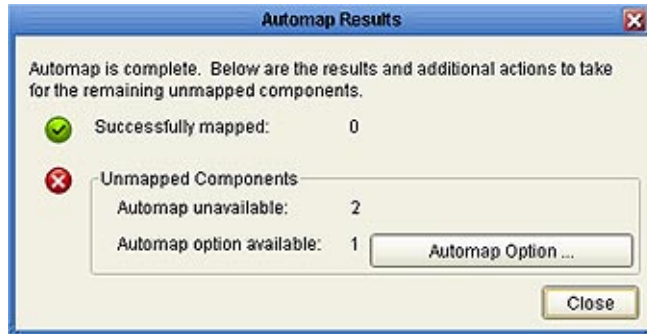 Automap Results
Automap is complete. Below are the results and additional actions to take
for the remaining unmapped components.
Successfully mapped: 0
Unmapped Components
Automap unavailable: 2
Automap option available: 1 Automap Option ...
Close